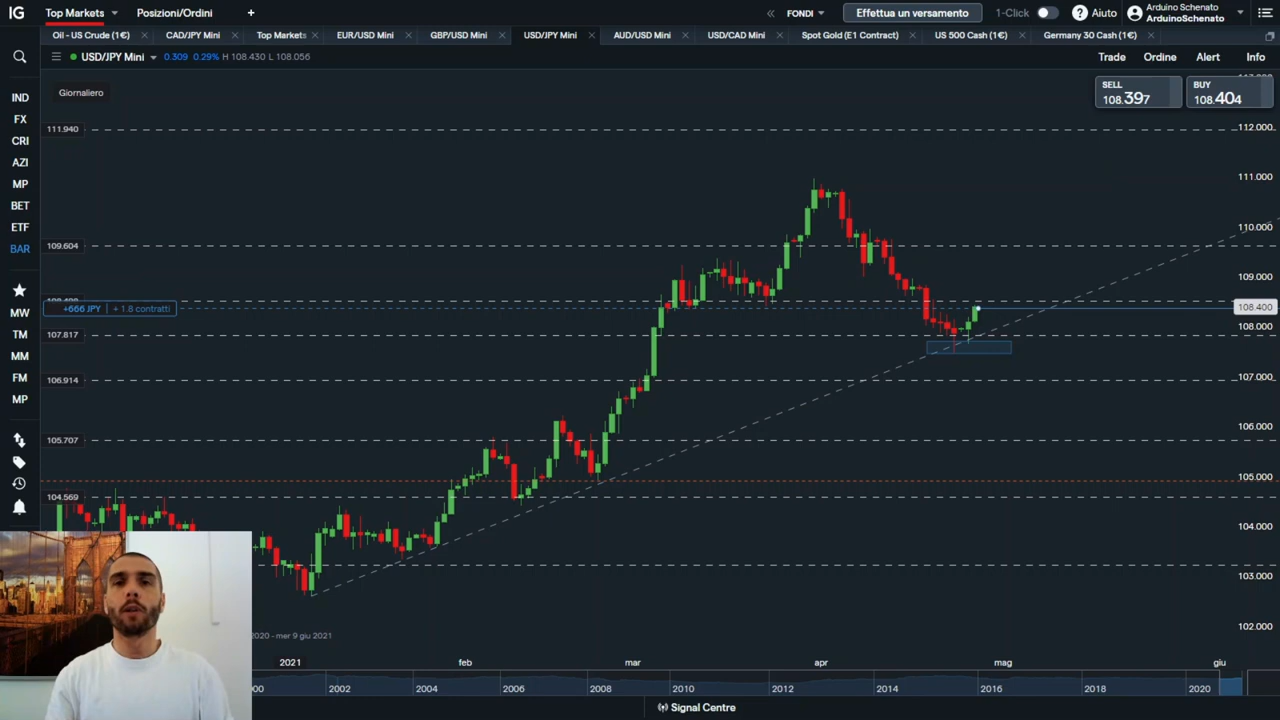 IG Top Markets Posizioni/Ordini + FONDI Effettua un versamento 1-Click Aiuto Arduino Schenato
ArduinoSchenato
Oil - US Crude (1€) CAD/JPY Mini Top Markets EUR/USD Mini GBP/USD Mini USD/JPY Mini AUD/USD Mini USD/CAD Mini Spot Gold (E1 Contract) US 500 Cash (1€) Germany 30 Cash (1€)
USD/JPY Mini 0.309 0.29% H 108.430 L 108.056 Trade Ordine Alert Info
Giornaliero
SELL
108.397
BUY
108.404
IND
FX
CRI
AZI
MP
BET
ETF
BAR
MW
TM
MM
FM
MP
111.940
109.604
+666 JPY + 1.8 contratti
107.817
106.914
105.707
104.569
112.000
111.000
110.000
109.000
108.400
108.000
107.000
106.000
105.000
104.000
103.000
102.000
2020 - mer 9 giu 2021
2021 feb mar apr mag giu
2002 2004 2006 2008 2010 2012 2014 2016 2018 2020
Signal Centre